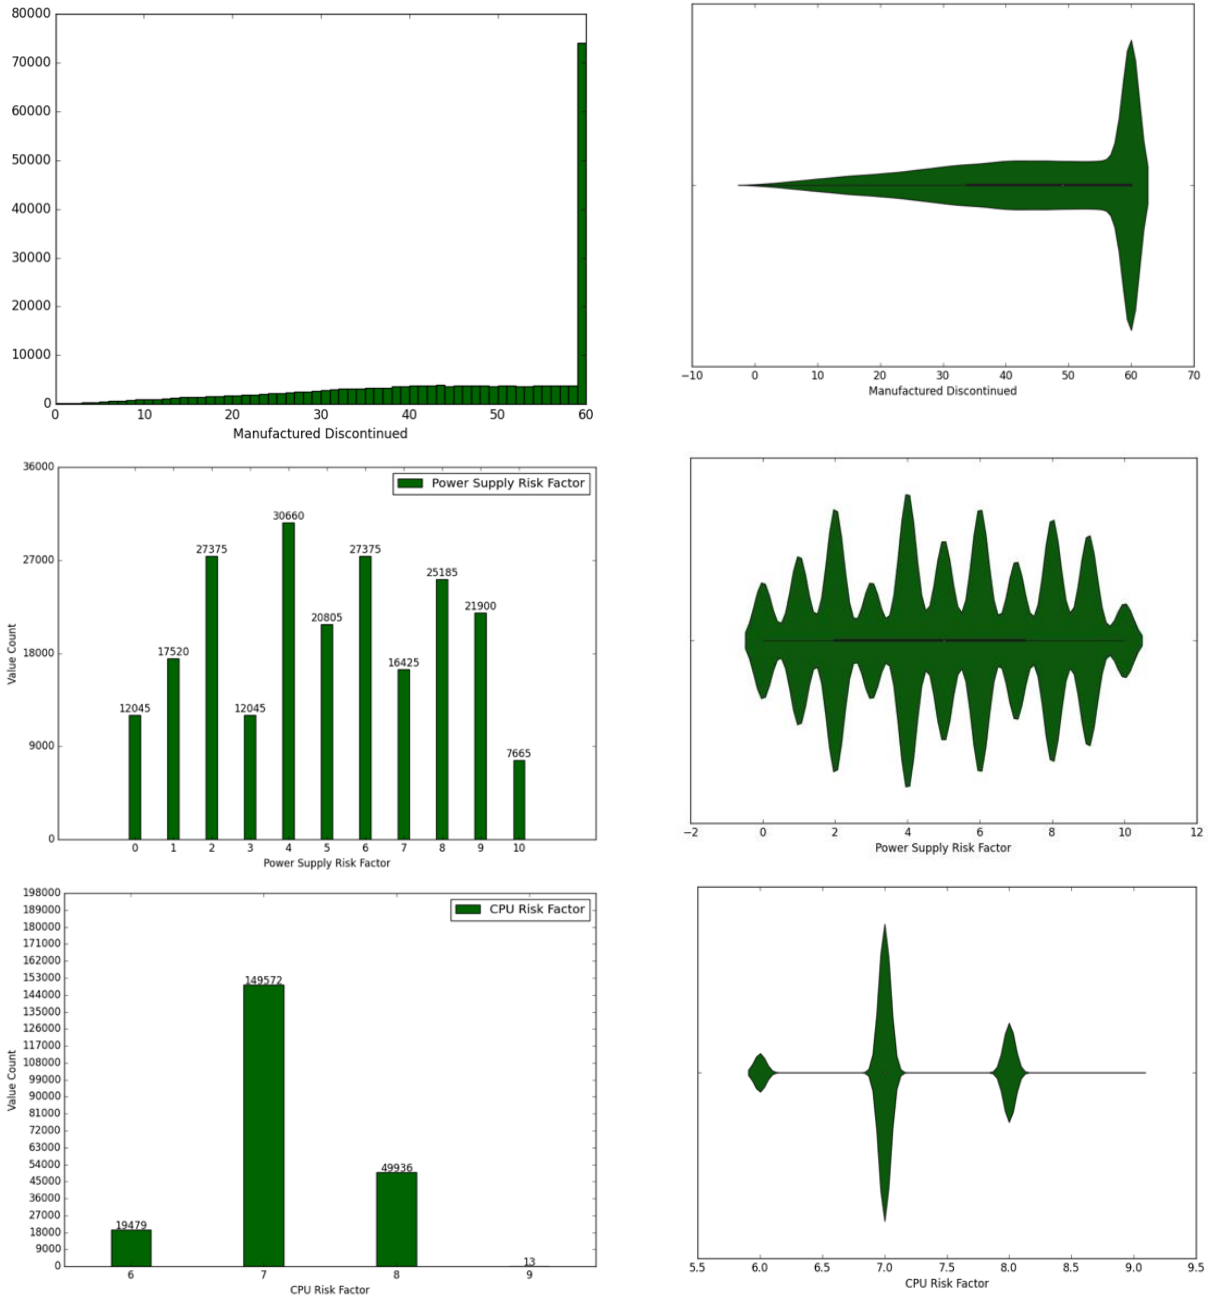 80000
70000
60000
50000
40000
30000
20000
10000
0
0 10 20 30 40 50 60
Manufactured Discontinued
−10 0 10 20 30 40 50 60 70
Manufactured Discontinued
36000
27000
18000
9000
0
Value Count
Power Supply Risk Factor
12045 17520 27375 12045 30660 20805 27375 16425 25185 21900 7665
0 1 2 3 4 5 6 7 8 9 10
Power Supply Risk Factor
−2 0 2 4 6 8 10 12
Power Supply Risk Factor
198000
189000
180000
171000
162000
153000
144000
135000
126000
117000
108000
99000
90000
81000
72000
63000
54000
45000
36000
27000
18000
9000
0
Value Count
CPU Risk Factor
19479 149572 49936 13
6 7 8 9
CPU Risk Factor
5.5 6.0 6.5 7.0 7.5 8.0 8.5 9.0 9.5
CPU Risk Factor